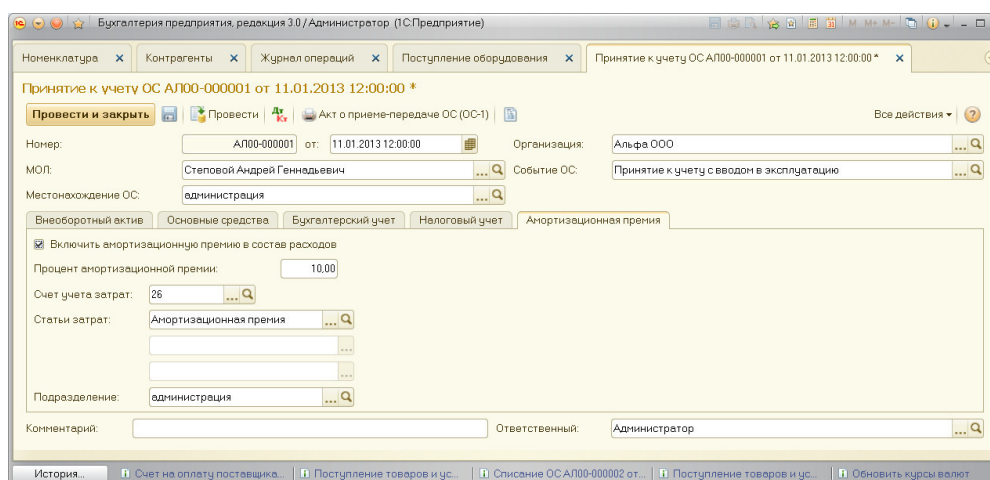 Бухгалтерия предприятия, редакция 3.0 / Администратор (1С:Предприятие) M M+ M-
Номенклатура Контрагенты Журнал операций Поступление оборудования Принятие к учету ОС АЛ00-000001 от 11.01.2013 12:00:00 *
Принятие к учету ОС АЛ00-000001 от 11.01.2013 12:00:00 *
Провести и закрыть Провести Дт Кт Акт о приеме-передаче ОС (ОС-1) Все действия
Номер: АЛ00-000001 от: 11.01.2013 12:00:00 Организация: Альфа ООО ...
МОЛ: Степовой Андрей Геннадьевич ... Событие ОС: Принятие к учету с вводом в эксплуатацию ...
Местонахождение ОС: администрация ...
Внеоборотный актив Основные средства Бухгалтерский учет Налоговый учет Амортизационная премия
Включить амортизационную премию в состав расходов
Процент амортизационной премии: 10,00
Счет учета затрат: 26 ...
Статьи затрат: Амортизационная премия ...
...
...
Подразделение: администрация ...
Комментарий: Ответственный: Администратор ...
История... Счет на оплату поставщика... Поступление товаров и ус... Списание ОС АЛ00-000002 от... Поступление товаров и ус... Обновить курсы валют